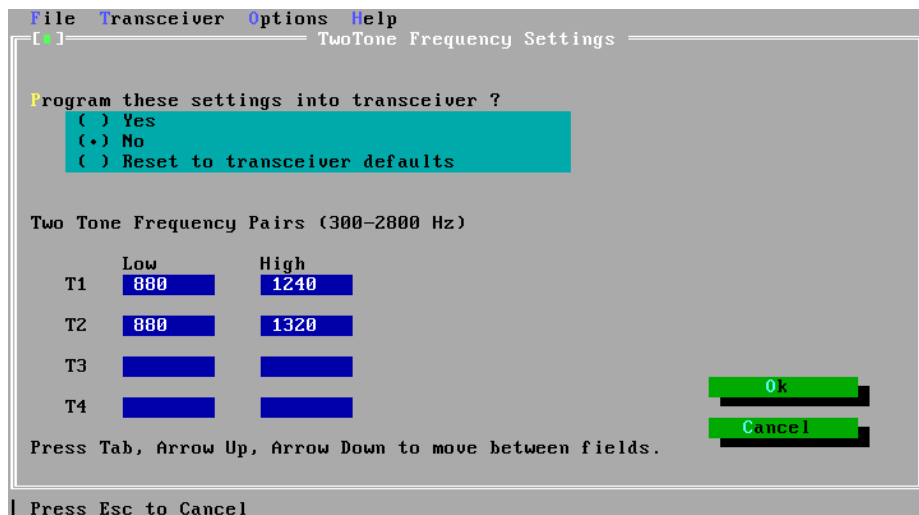 File Transceiver Options Help
[■] TwoTone Frequency Settings
Program these settings into transceiver ?
( ) Yes
(•) No
( ) Reset to transceiver defaults
Two Tone Frequency Pairs (300-2800 Hz)
Low High
T1 880 1240
T2 880 1320
T3
T4
Ok
Cancel
Press Tab, Arrow Up, Arrow Down to move between fields.
Press Esc to Cancel